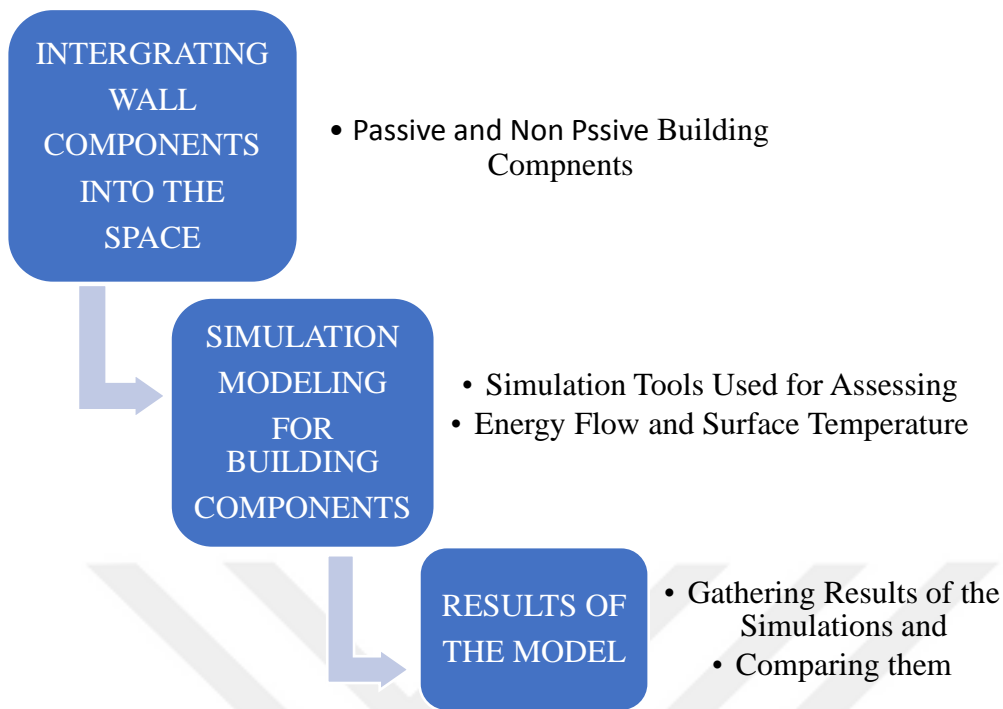 INTERGRATING
WALL
COMPONENTS
INTO THE
SPACE
• Passive and Non Pssive Building
Compnents
SIMULATION
MODELING
FOR
BUILDING
COMPONENTS
• Simulation Tools Used for Assessing
• Energy Flow and Surface Temperature
RESULTS OF
THE MODEL
• Gathering Results of the
Simulations and
• Comparing them